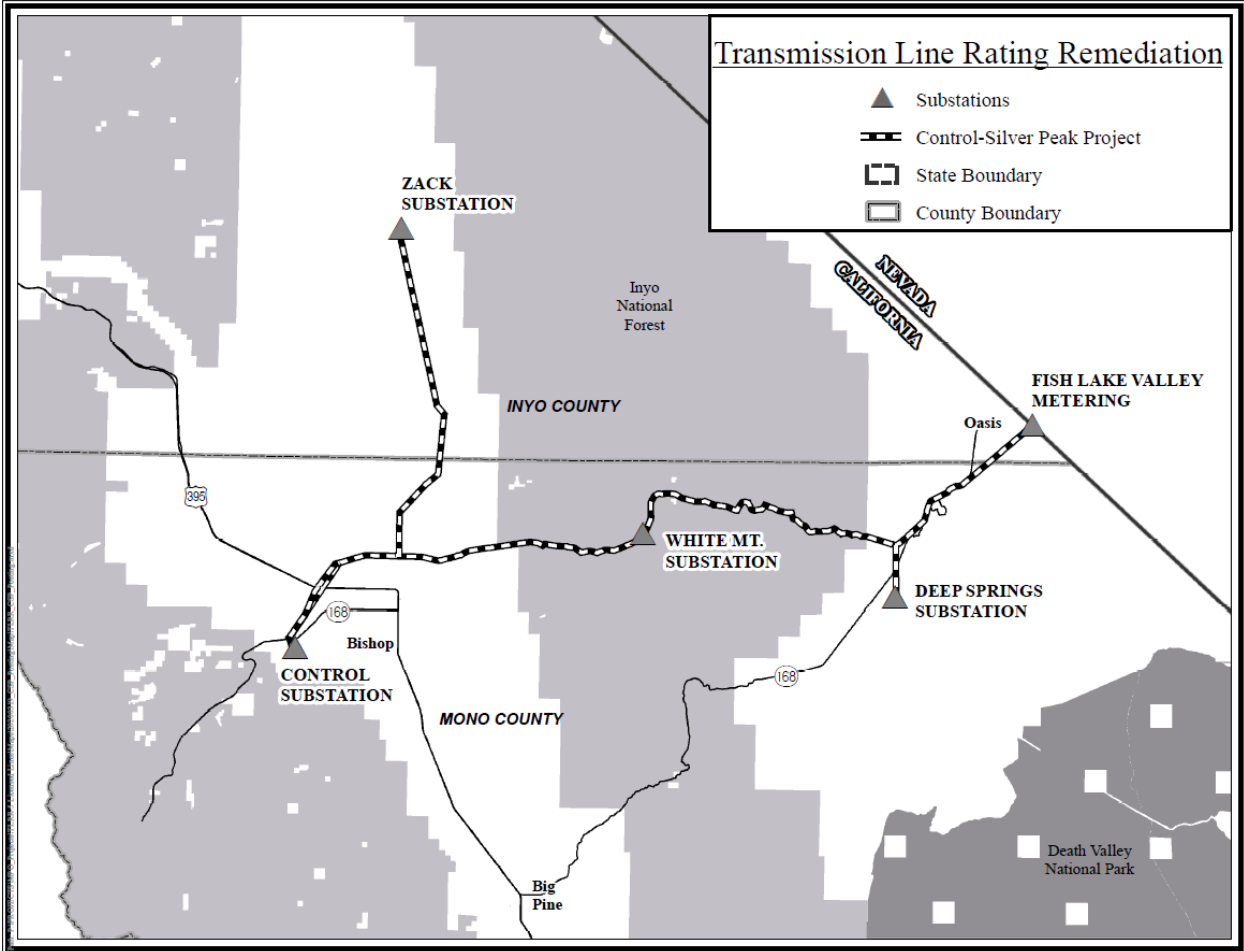 Transmission Line Rating Remediation
Substations
Control-Silver Peak Project
State Boundary
County Boundary
ZACK
SUBSTATION
Inyo
National
Forest
NEVADA
CALIFORNIA
FISH LAKE VALLEY
METERING
INYO COUNTY
Oasis
395
WHITE MT.
SUBSTATION
DEEP SPRINGS
SUBSTATION
168
Bishop
CONTROL
SUBSTATION
168
MONO COUNTY
Big
Pine
Death Valley
National Park